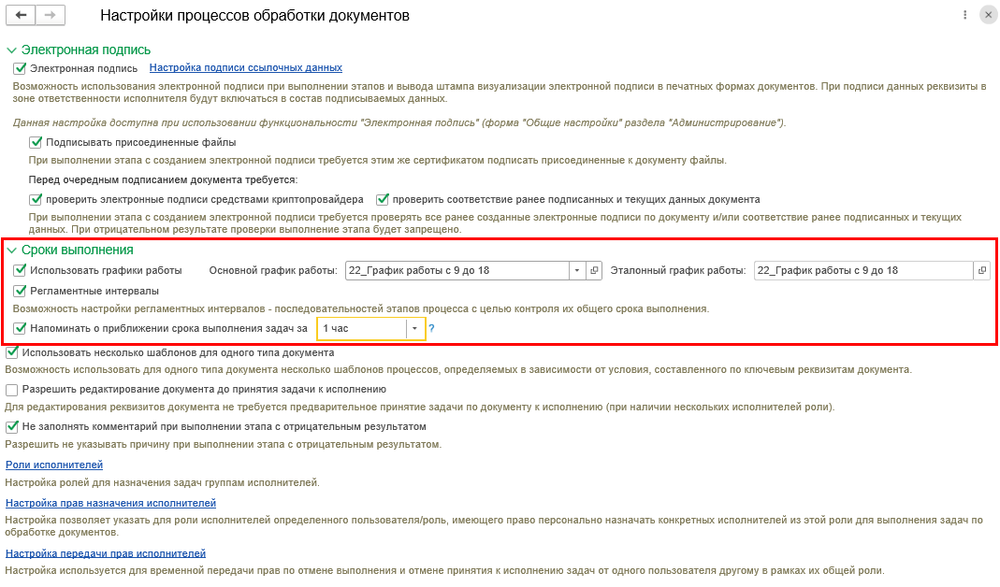 Настройки процессов обработки документов
Электронная подпись
Электронная подпись Настройка подписи ссылочных данных
Возможность использования электронной подписи при выполнении этапов и вывода штампа визуализации электронной подписи в печатных формах документов. При подписи данных реквизиты в
зоне ответственности исполнителя будут включаться в состав подписываемых данных.
Данная настройка доступна при использовании функциональности "Электронная подпись" (форма "Общие настройки" раздела "Администрирование").
Подписывать присоединенные файлы
При выполнении этапа с созданием электронной подписи требуется этим же сертификатом подписать присоединенные к документу файлы.
Перед очередным подписанием документа требуется:
проверить электронные подписи средствами криптопровайдера проверить соответствие ранее подписанных и текущих данных документа
При выполнении этапа с созданием электронной подписи требуется проверять все ранее созданные электронные подписи по документу и/или соответствие ранее подписанных и текущих
данных. При отрицательном результате проверки выполнение этапа будет запрещено.
Сроки выполнения
Использовать графики работы Основной график работы: 22_График работы с 9 до 18 Эталонный график работы: 22_График работы с 9 до 18
Регламентные интервалы
Возможность настройки регламентных интервалов - последовательностей этапов процесса с целью контроля их общего срока выполнения.
Напоминать о приближении срока выполнения задач за 1 час ?
Использовать несколько шаблонов для одного типа документа
Возможность использовать для одного типа документа несколько шаблонов процессов, определяемых в зависимости от условия, составленного по ключевым реквизитам документа.
Разрешить редактирование документа до принятия задачи к исполнению
Для редактирования реквизитов документа не требуется предварительное принятие задачи по документу к исполнению (при наличии нескольких исполнителей роли).
Не заполнять комментарий при выполнении этапа с отрицательным результатом
Разрешить не указывать причину при выполнении этапа с отрицательным результатом.
Роли исполнителей
Настройка ролей для назначения задач группам исполнителей.
Настройка прав назначения исполнителей
Настройка позволяет указать для роли исполнителей определенного пользователя/роль, имеющего право персонально назначать конкретных исполнителей из этой роли для выполнения задач по
обработке документов.
Настройка передачи прав исполнителей
Настройка используется для временной передачи прав по отмене выполнения и отмене принятия к исполнению задач от одного пользователя другому в рамках их общей роли.